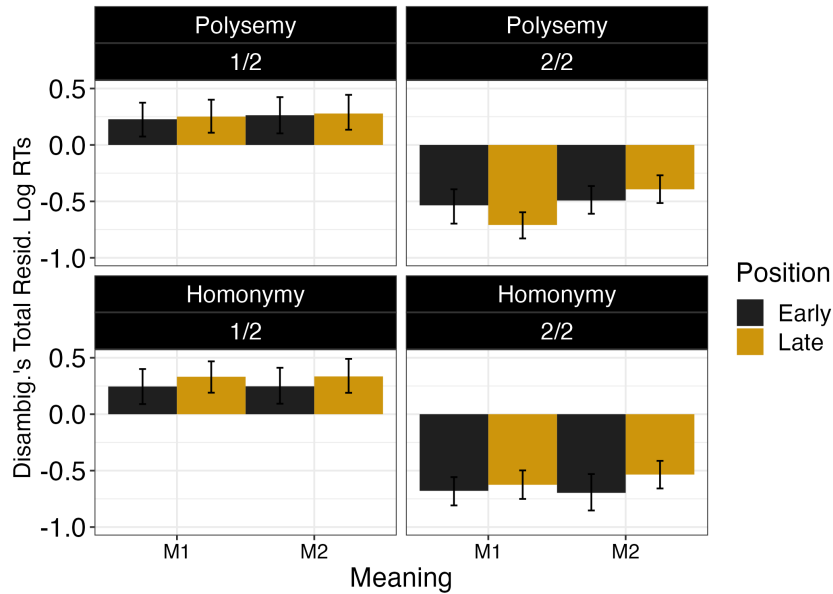 Polysemy
1/2
Polysemy
2/2
0.5
0.0
-0.5
-1.0
Homonymy
1/2
Homonymy
2/2
0.5
0.0
-0.5
-1.0
M1
M2
M1
M2
Meaning
Disambig.'s Total Resid. Log RTs
Position
Early
Late